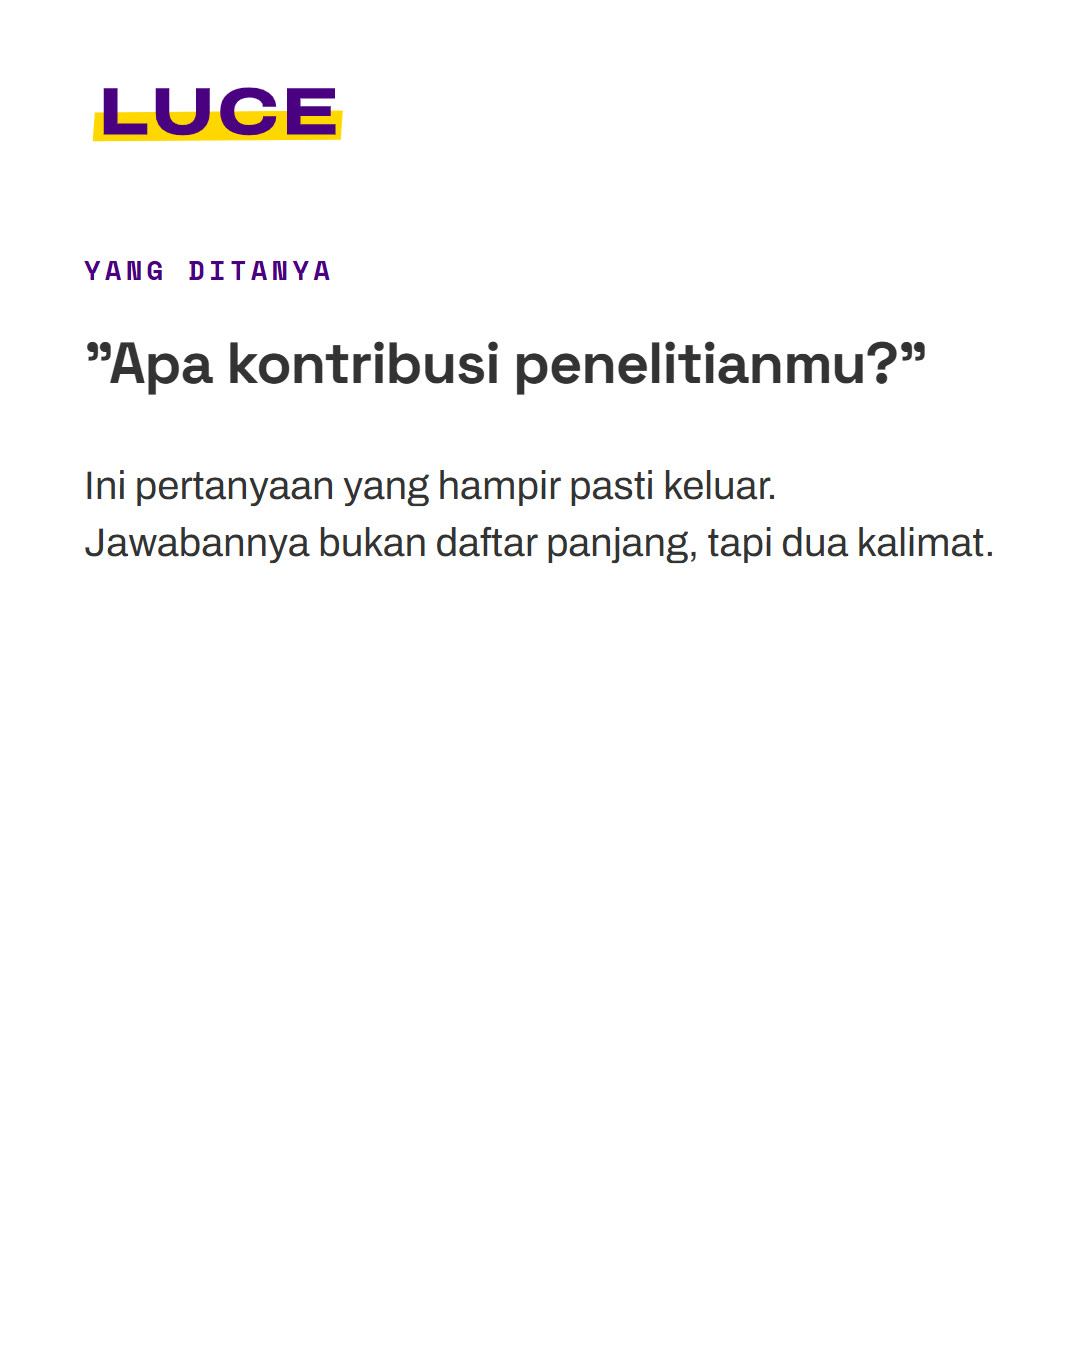 LUCE
YANG DITANYA
”Apa kontribusi penelitianmu?”
Ini pertanyaan yang hampir pasti keluar.
Jawabannya bukan daftar panjang, tapi dua kalimat.